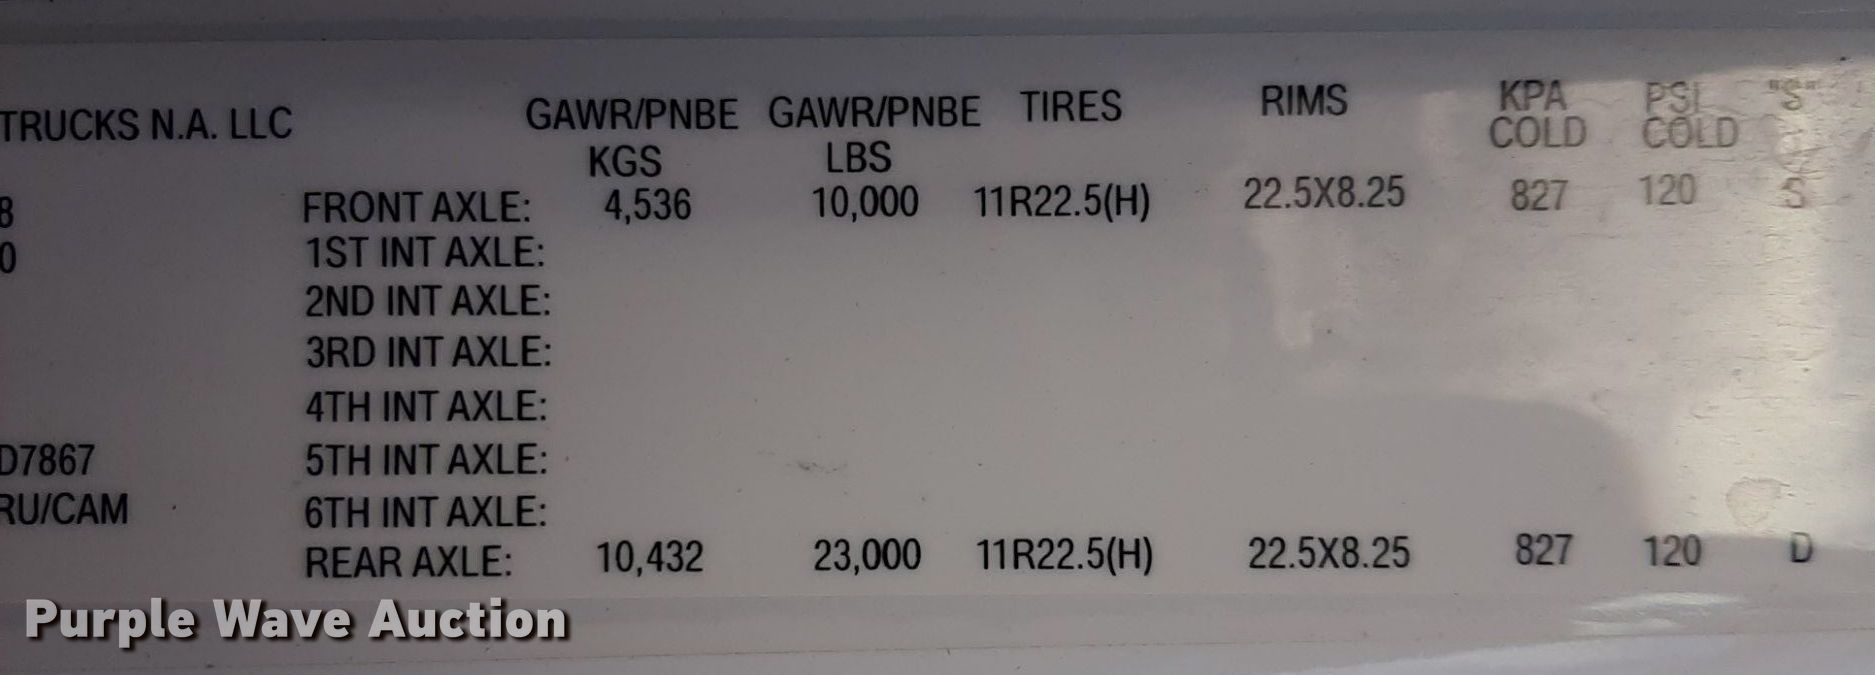 TRUCKS N.A. LLC GAWR/PNBE GAWR/PNBE TIRES RIMS KPA PSI "S"
KGS LBS COLD COLD
8 FRONT AXLE: 4,536 10,000 11R22.5(H) 22.5X8.25 827 120 S
0 1ST INT AXLE:
2ND INT AXLE:
3RD INT AXLE:
4TH INT AXLE:
D7867 5TH INT AXLE:
RU/CAM 6TH INT AXLE:
REAR AXLE: 10,432 23,000 11R22.5(H) 22.5X8.25 827 120 D
Purple Wave Auction